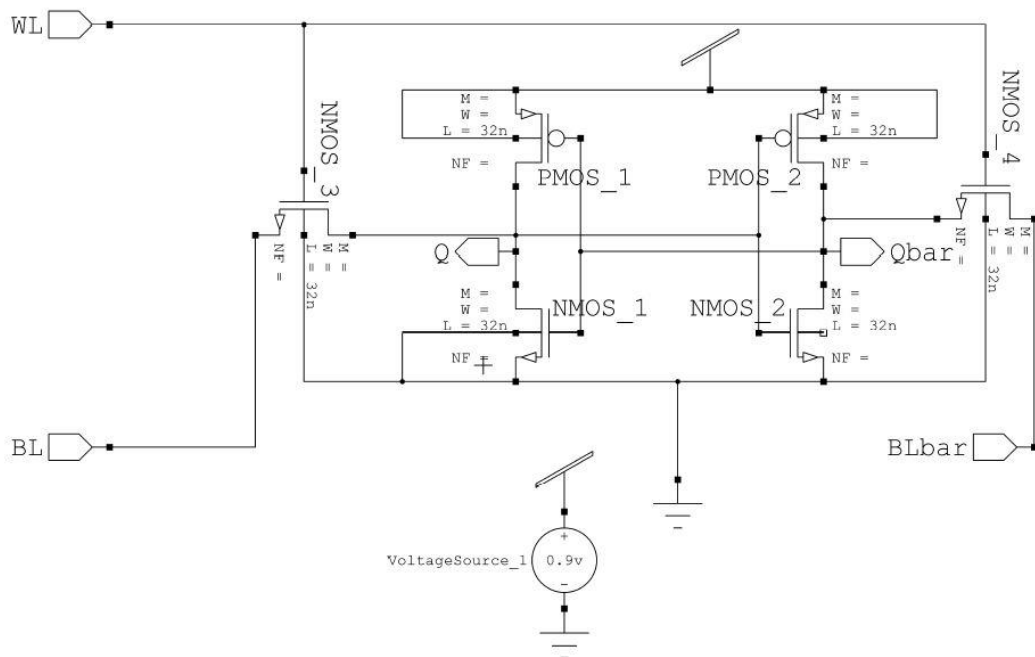 WL
NMOS_3
M =
W =
L = 32n
NF =
PMOS_1
M =
W =
L = 32n
NF =
PMOS_2
NMOS_4
M =
W =
L = 32n
NF =
M =
W =
L = 32n
NF =
Q
Qbar
M =
W =
L = 32n
NF =
NMOS_1
M =
W =
L = 32n
NF =
NMOS_2
BL
BLbar
VoltageSource_1
+
0.9v
−